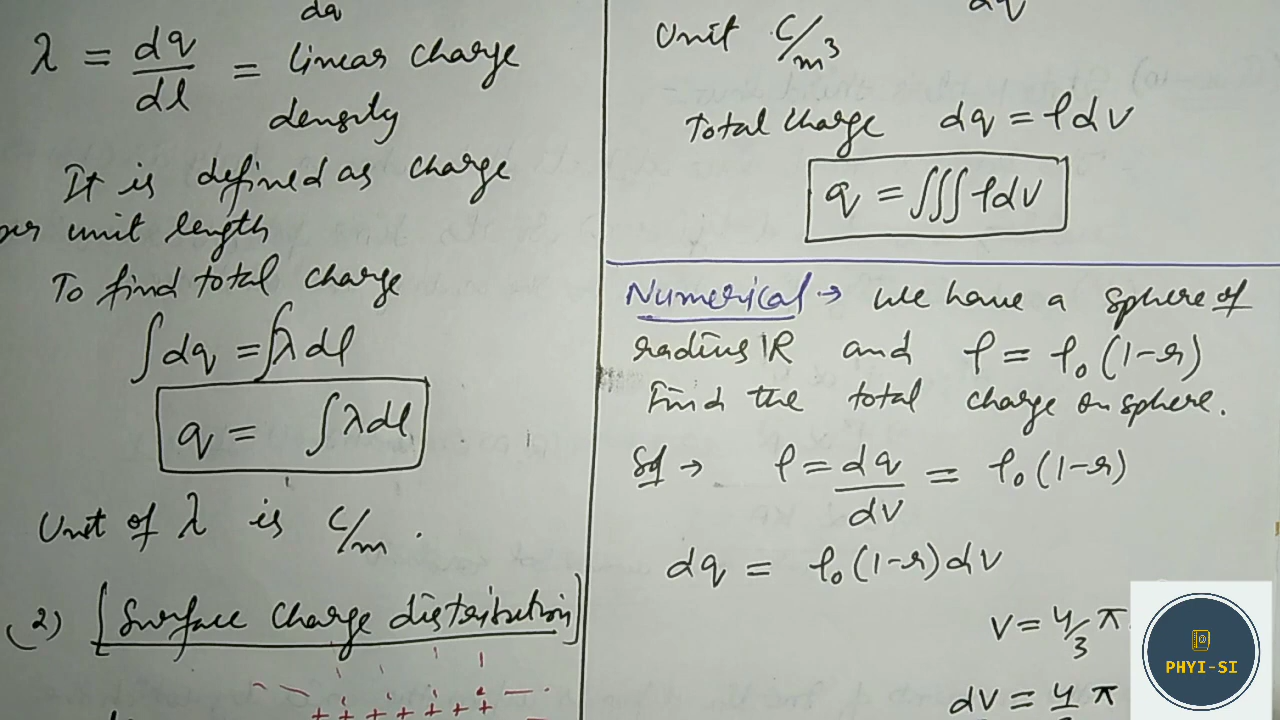 dq
λ = dq/dl = linear charge
density
It is defined as charge
per unit length
To find total charge
∫dq = ∫λdl
q = ∫λdl
Unit of λ is C/m.
(2) [Surface Charge distribution]
+ + + + + +
dq
Unit C/m³
Total Charge dq = ρdv
q = ∫∫∫ρdv
Numerical → We have a sphere of
radius R and ρ = ρ₀(1-r)
Find the total charge on sphere.
Sol → ρ = dq/dv = ρ₀(1-r)
dq = ρ₀(1-r)dv
v = 4/3 π
dv = 4 π
PHYI-SI